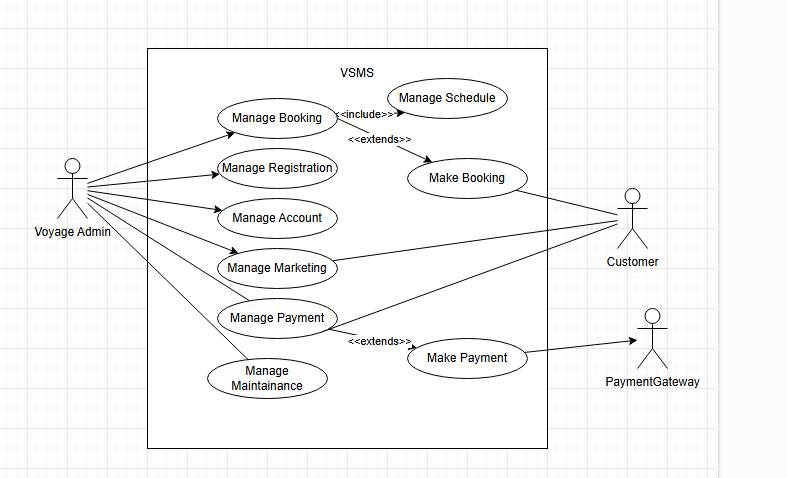 VSMS
Manage Schedule
Manage Booking
<<include>>
<<extends>>
Manage Registration
Make Booking
Manage Account
Voyage Admin
Customer
Manage Marketing
Manage Payment
<<extends>>
Make Payment
Manage
Maintainance
PaymentGateway